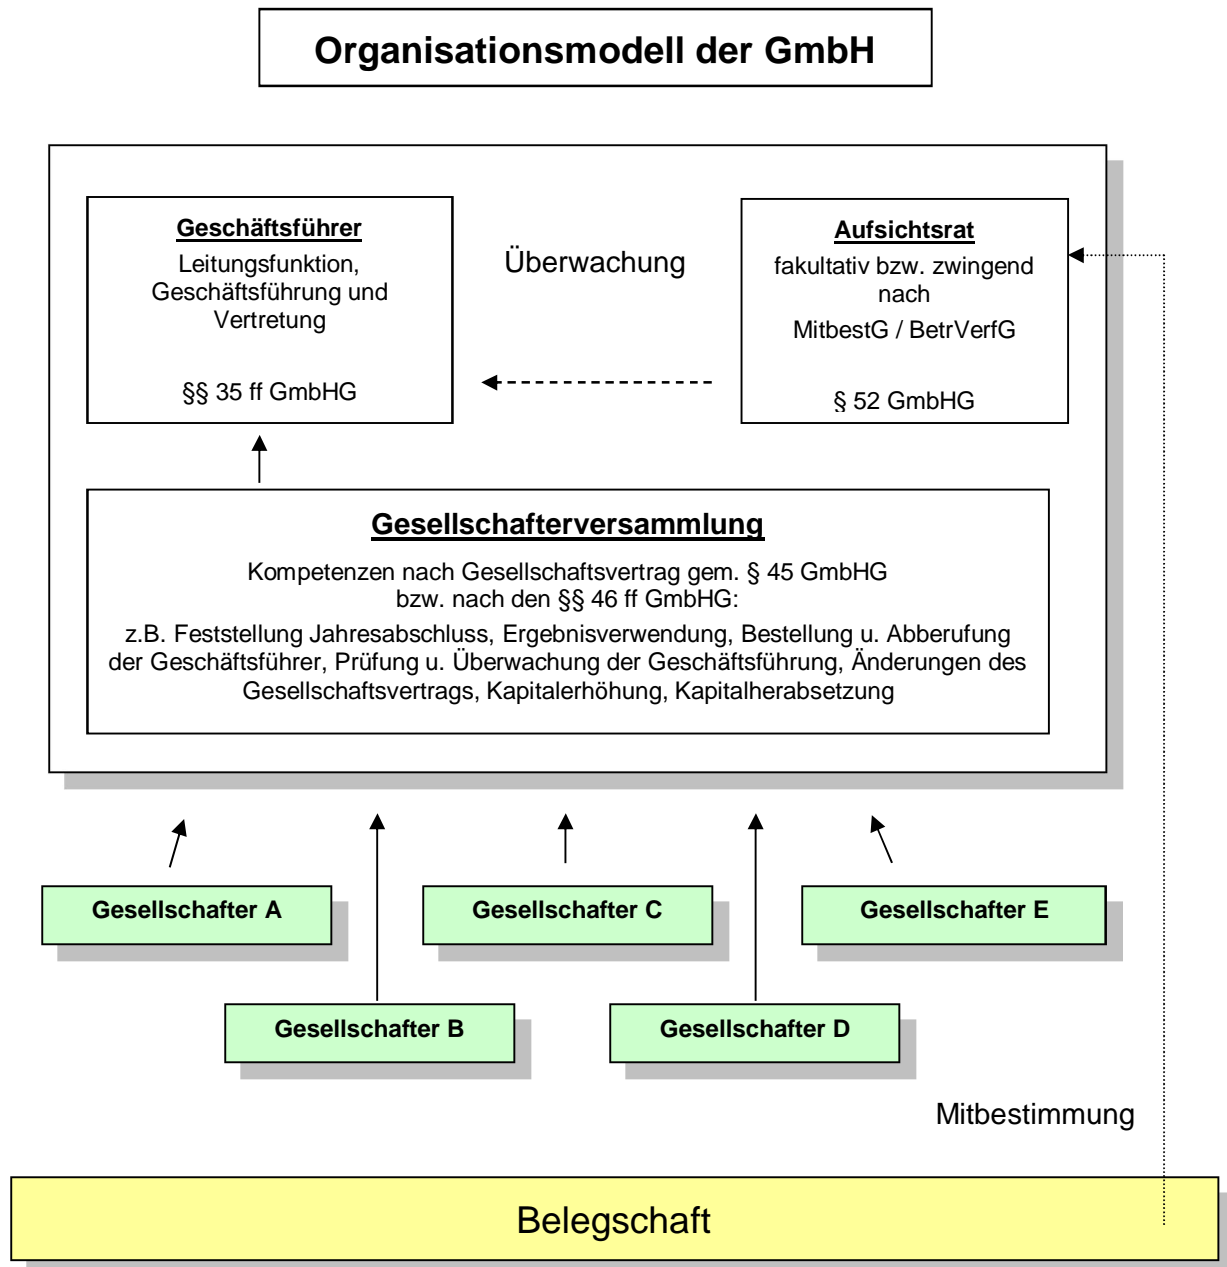 Organisationsmodell der GmbH
Geschäftsführer
Leitungsfunktion,
Geschäftsführung und
Vertretung
§§ 35 ff GmbHG
Überwachung
Aufsichtsrat
fakultativ bzw. zwingend
nach
MitbestG / BetrVerfG
§ 52 GmbHG
Gesellschafterversammlung
Kompetenzen nach Gesellschaftsvertrag gem. § 45 GmbHG
bzw. nach den §§ 46 ff GmbHG:
z.B. Feststellung Jahresabschluss, Ergebnisverwendung, Bestellung u. Abberufung
der Geschäftsführer, Prüfung u. Überwachung der Geschäftsführung, Änderungen des
Gesellschaftsvertrags, Kapitalerhöhung, Kapitalherabsetzung
Gesellschafter A
Gesellschafter C
Gesellschafter E
Gesellschafter B
Gesellschafter D
Mitbestimmung
Belegschaft